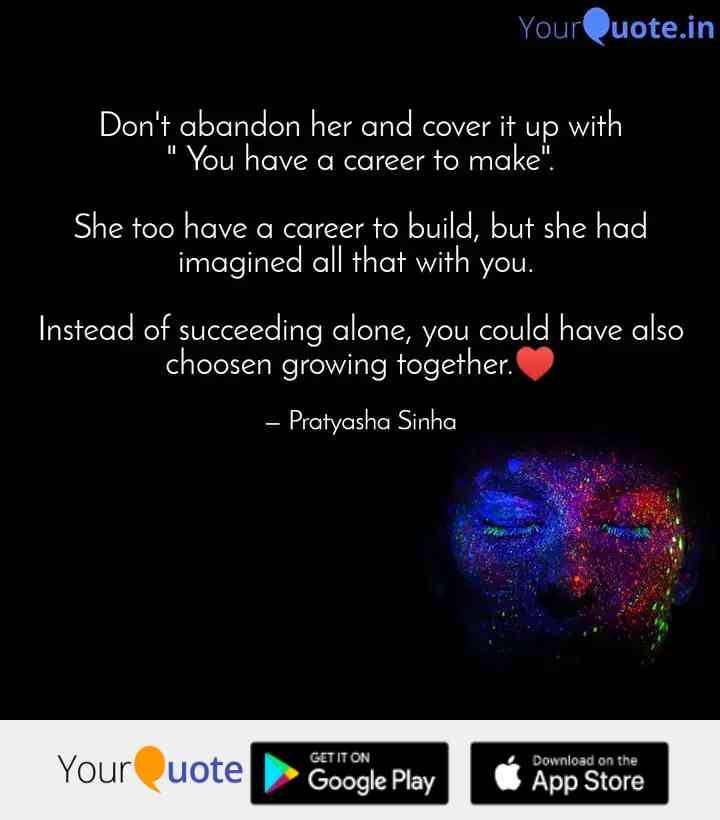 YourQuote.in
Don't abandon her and cover it up with
" You have a career to make".
She too have a career to build, but she had
imagined all that with you.
Instead of succeeding alone, you could have also
choosen growing together.♥️
– Pratyasha Sinha
YourQuote
GET IT ON
Google Play
Download on the
App Store